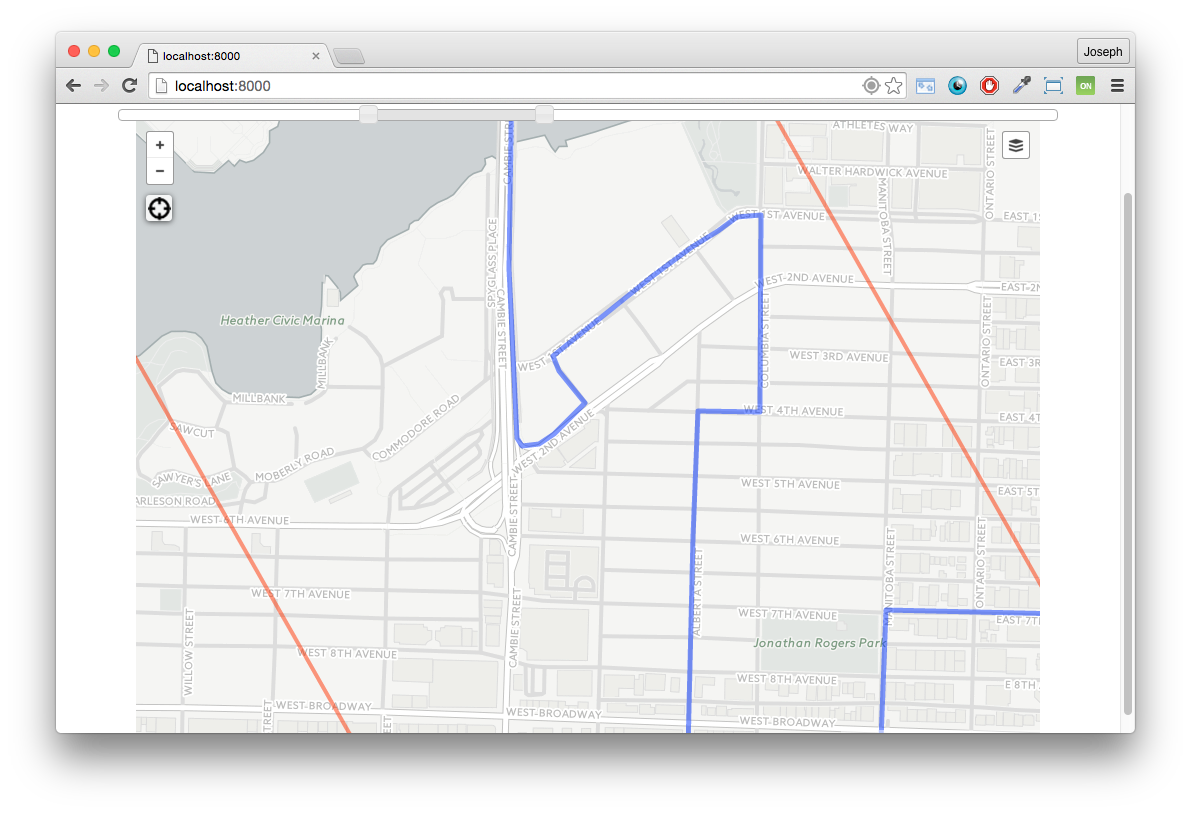 localhost:8000
Joseph
localhost:8000
ON
+
−
ATHLETES WAY
CAMBIE STR
WALTER HARDWICK AVENUE
ONTARIO STREET
MANITOBA STREET
WEST 1ST AVENUE
EAST 1S
SPYGLASS PLACE
WEST 1ST AVENUE
WEST 2ND AVENUE
EAST 2N
CAMBIE STREET
COLUMBIA STREET
ONTARIO STREET
Heather Civic Marina
WEST 1ST AVENUE
MILLBANK
WEST 3RD AVENUE
EAST 3R
MILLBANK
COMMODORE ROAD
WEST 4TH AVENUE
EAST 4T
SAWCUT
WEST 2ND AVENUE
MOBERLY ROAD
SAWYER'S LANE
WEST 5TH AVENUE
EAST 5T
ARLESON ROAD
CAMBIE STREET
WEST 6TH AVENUE
WEST 6TH AVENUE
MANITOBA STREET
ONTARIO STREET
ALBERTA STREET
WEST 7TH AVENUE
CAMBIE STREET
WEST 7TH AVENUE
EAST 7T
WILLOW STREET
Jonathan Rogers Park
WEST 8TH AVENUE
WEST 8TH AVENUE
E 8TH
STREET
WEST BROADWAY
WEST BROADWAY
WEST BROADWAY